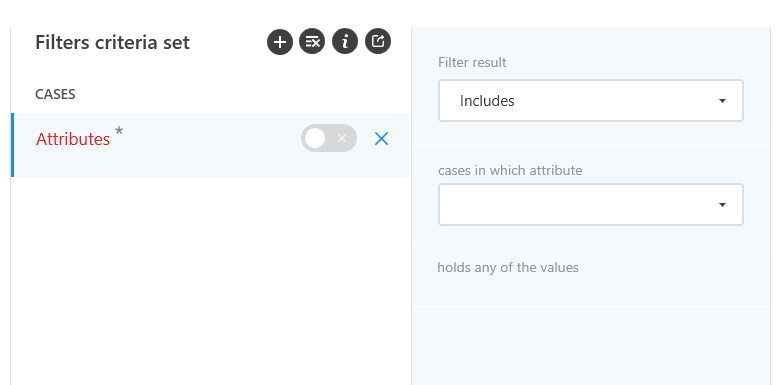 Filters criteria set
CASES
Attributes *
Filter result
Includes
cases in which attribute
holds any of the values